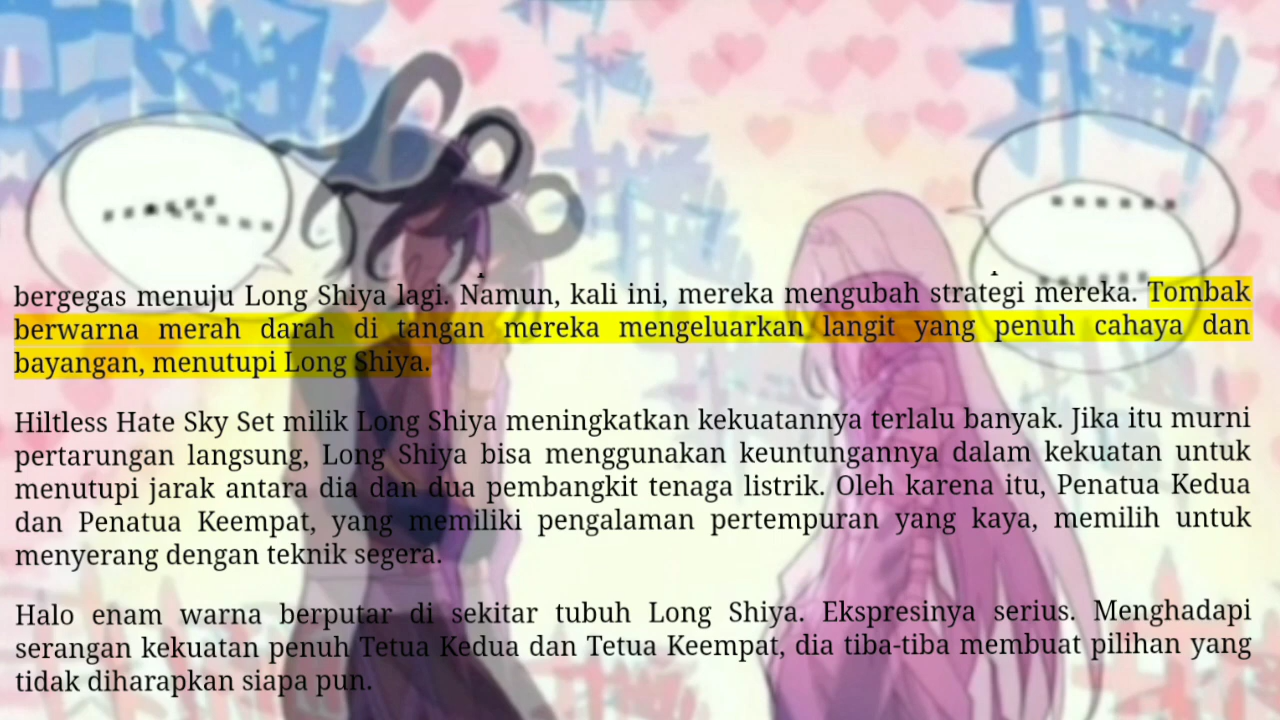 bergegas menuju Long Shiya lagi. Namun, kali ini, mereka mengubah strategi mereka. Tombak
berwarna merah darah di tangan mereka mengeluarkan langit yang penuh cahaya dan
bayangan, menutupi Long Shiya.
Hiltless Hate Sky Set milik Long Shiya meningkatkan kekuatannya terlalu banyak. Jika itu murni
pertarungan langsung, Long Shiya bisa menggunakan keuntungannya dalam kekuatan untuk
menutupi jarak antara dia dan dua pembangkit tenaga listrik. Oleh karena itu, Penatua Kedua
dan Penatua Keempat, yang memiliki pengalaman pertempuran yang kaya, memilih untuk
menyerang dengan teknik segera.
Halo enam warna berputar di sekitar tubuh Long Shiya. Ekspresinya serius. Menghadapi
serangan kekuatan penuh Tetua Kedua dan Tetua Keempat, dia tiba-tiba membuat pilihan yang
tidak diharapkan siapa pun.